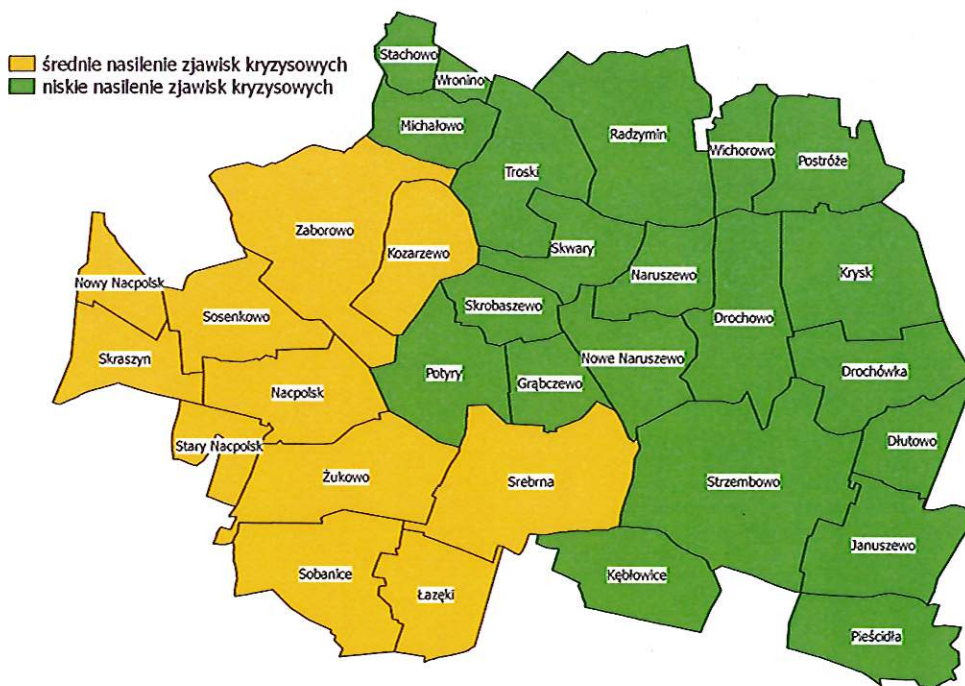 średnie nasilenie zjawisk kryzysowych
niskie nasilenie zjawisk kryzysowych
Stachowo
Wronino
Michałowo
Radzymin
Wichorowo
Postróże
Troski
Zaborowo
Kozarzewo
Skwary
Naruszewo
Krysk
Nowy Nacpolsk
Sosenkowo
Skrobaszewo
Drochowo
Skraszyn
Nacpolsk
Potyry
Grąbczewo
Nowe Naruszewo
Drochówka
Stary Nacpolsk
Żukowo
Srebrna
Strzembowo
Dłutowo
Sobanice
Łazęki
Kębłowice
Januszewo
Pieścidła